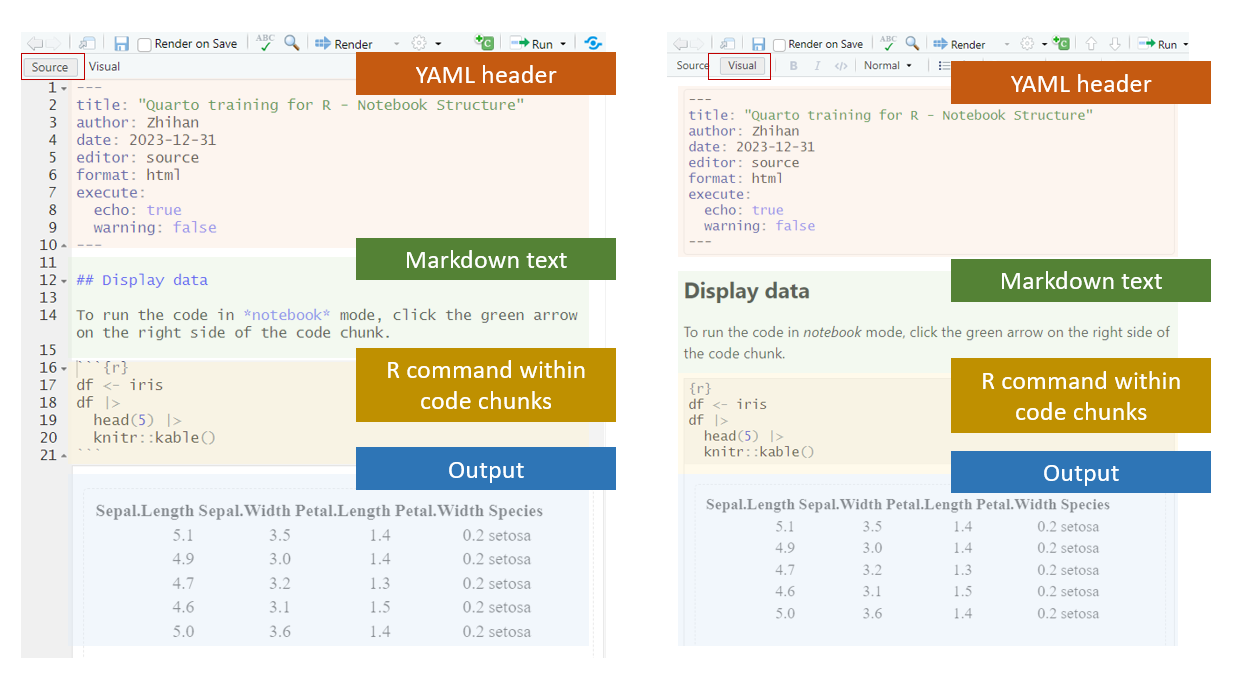 ABC
Render on Save
Render
Run
Source
Visual
YAML header
1 ---
2 title: "Quarto training for R - Notebook Structure"
3 author: Zhihan
4 date: 2023-12-31
5 editor: source
6 format: html
7 execute:
8 echo: true
9 warning: false
10 ---
11
Markdown text
12 ## Display data
13
14 To run the code in *notebook* mode, click the green arrow
on the right side of the code chunk.
15
R command within
code chunks
16 ```{r}
17 df <- iris
18 df |>
19 head(5) |>
20 knitr::kable()
21 ```
Output
Sepal.Length Sepal.Width Petal.Length Petal.Width Species
5.1 3.5 1.4 0.2 setosa
4.9 3.0 1.4 0.2 setosa
4.7 3.2 1.3 0.2 setosa
4.6 3.1 1.5 0.2 setosa
5.0 3.6 1.4 0.2 setosa
ABC
Render on Save
Render
Run
Source
Visual
B I </> Normal
YAML header
---
title: "Quarto training for R - Notebook Structure"
author: Zhihan
date: 2023-12-31
editor: source
format: html
execute:
echo: true
warning: false
---
Markdown text
Display data
To run the code in notebook mode, click the green arrow on the right side of
the code chunk.
R command within
code chunks
{r}
df <- iris
df |>
head(5) |>
knitr::kable()
Output
Sepal.Length Sepal.Width Petal.Length Petal.Width Species
5.1 3.5 1.4 0.2 setosa
4.9 3.0 1.4 0.2 setosa
4.7 3.2 1.3 0.2 setosa
4.6 3.1 1.5 0.2 setosa
5.0 3.6 1.4 0.2 setosa